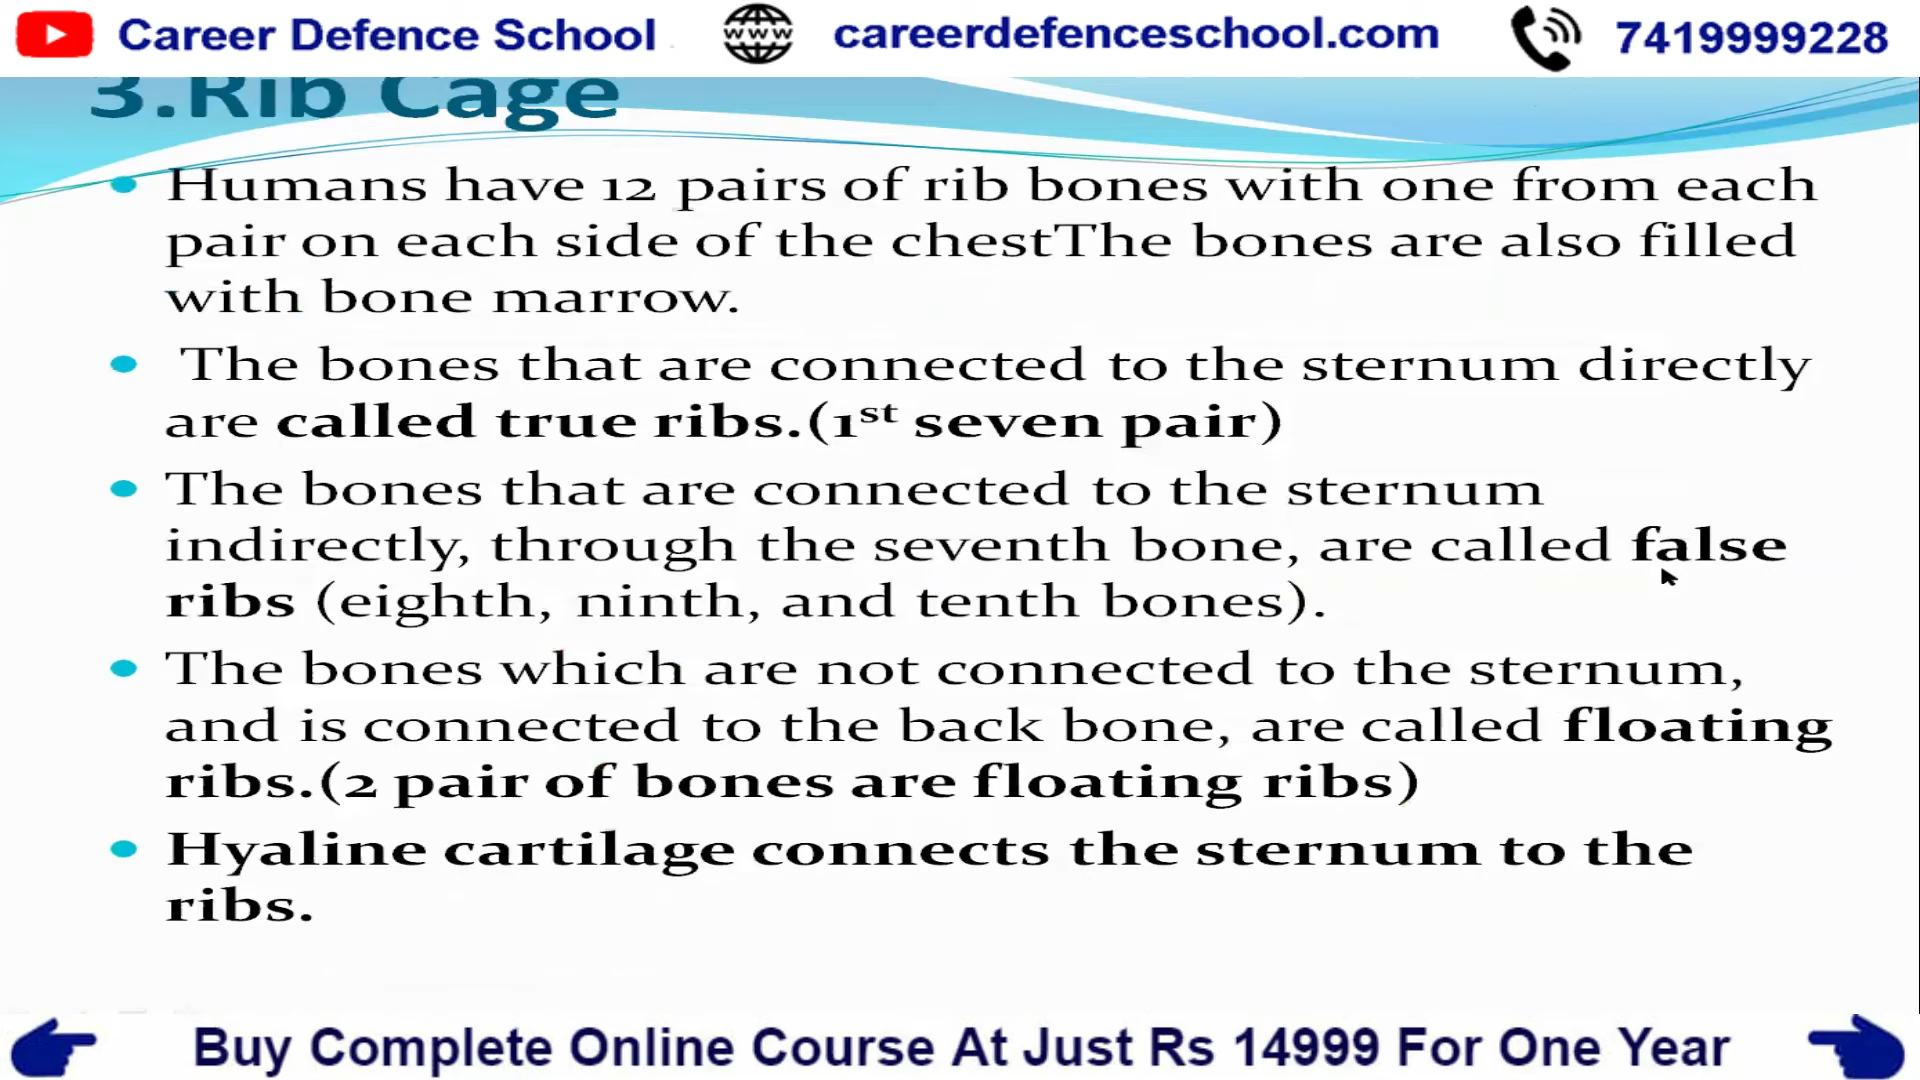 Career Defence School
www
careerdefenceschool.com
7419999228
3.Rib Cage
• Humans have 12 pairs of rib bones with one from each
pair on each side of the chestThe bones are also filled
with bone marrow.
• The bones that are connected to the sternum directly
are called true ribs.(1st seven pair)
• The bones that are connected to the sternum
indirectly, through the seventh bone, are called false
ribs (eighth, ninth, and tenth bones).
• The bones which are not connected to the sternum,
and is connected to the back bone, are called floating
ribs.(2 pair of bones are floating ribs)
• Hyaline cartilage connects the sternum to the
ribs.
Buy Complete Online Course At Just Rs 14999 For One Year